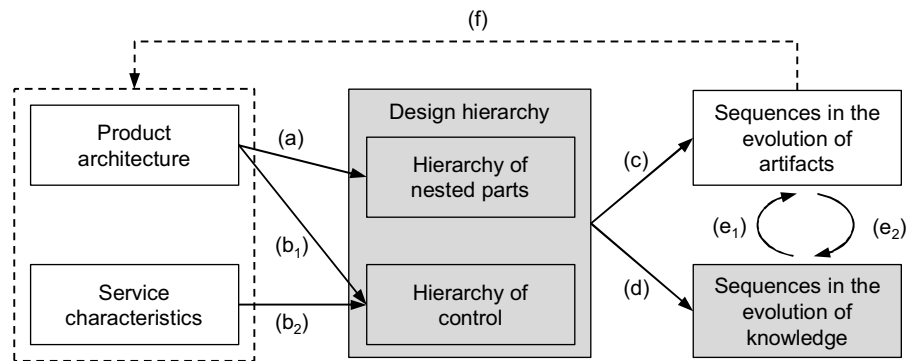 (f)
Design hierarchy
Product
architecture
(a)
Hierarchy of
nested parts
(c)
Sequences in the
evolution of
artifacts
(b₁)
(e₁)
(e₂)
Service
characteristics
(b₂)
Hierarchy of
control
(d)
Sequences in the
evolution of
knowledge